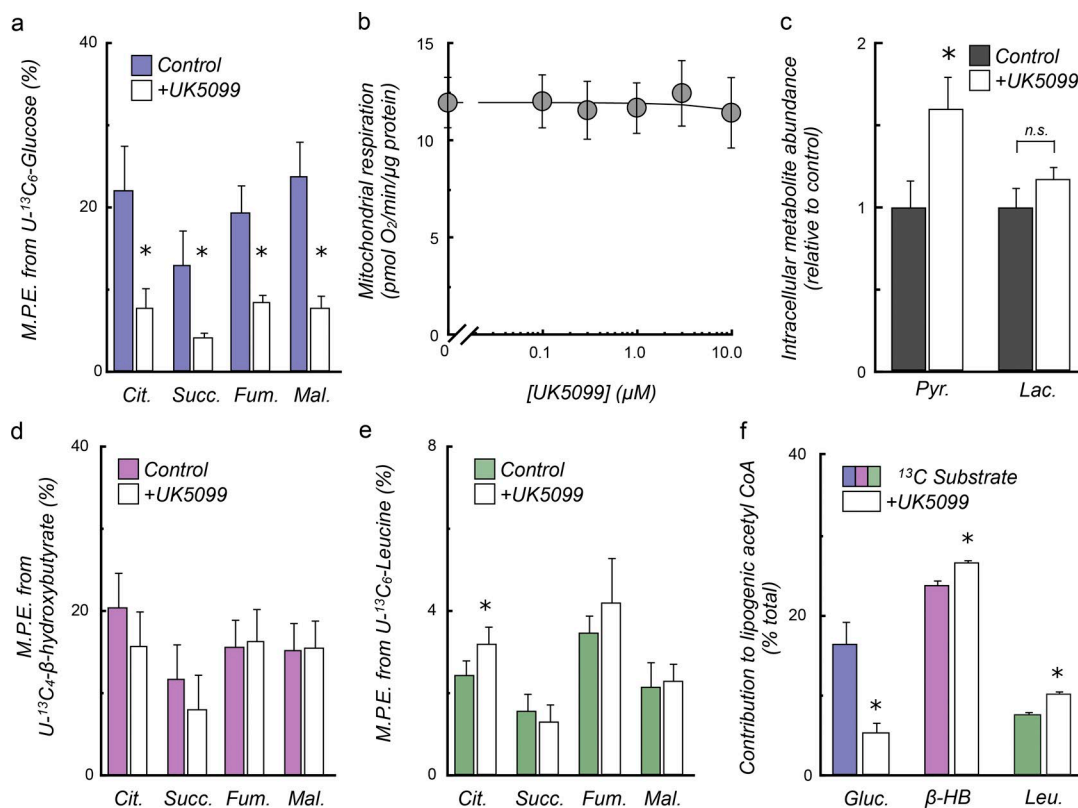 a
M.P.E. from U-¹³C₆-Glucose (%)
40
20
0
Control
+UK5099
*
*
*
*
Cit.
Succ.
Fum.
Mal.
b
Mitochondrial respiration
(pmol O₂/min/μg protein)
15
12
9
6
0
0.1
1.0
10.0
[UK5099] (μM)
c
Intracellular metabolite abundance
(relative to control)
2
1
0
Control
+UK5099
*
n.s.
Pyr.
Lac.
d
M.P.E. from
U-¹³C₄-β-hydroxybutyrate (%)
40
20
0
Control
+UK5099
Cit.
Succ.
Fum.
Mal.
e
M.P.E. from U-¹³C₆-Leucine (%)
8
4
0
Control
+UK5099
*
Cit.
Succ.
Fum.
Mal.
f
Contribution to lipogenic acetyl CoA
(% total)
40
20
0
¹³C Substrate
+UK5099
*
*
*
Gluc.
β-HB
Leu.